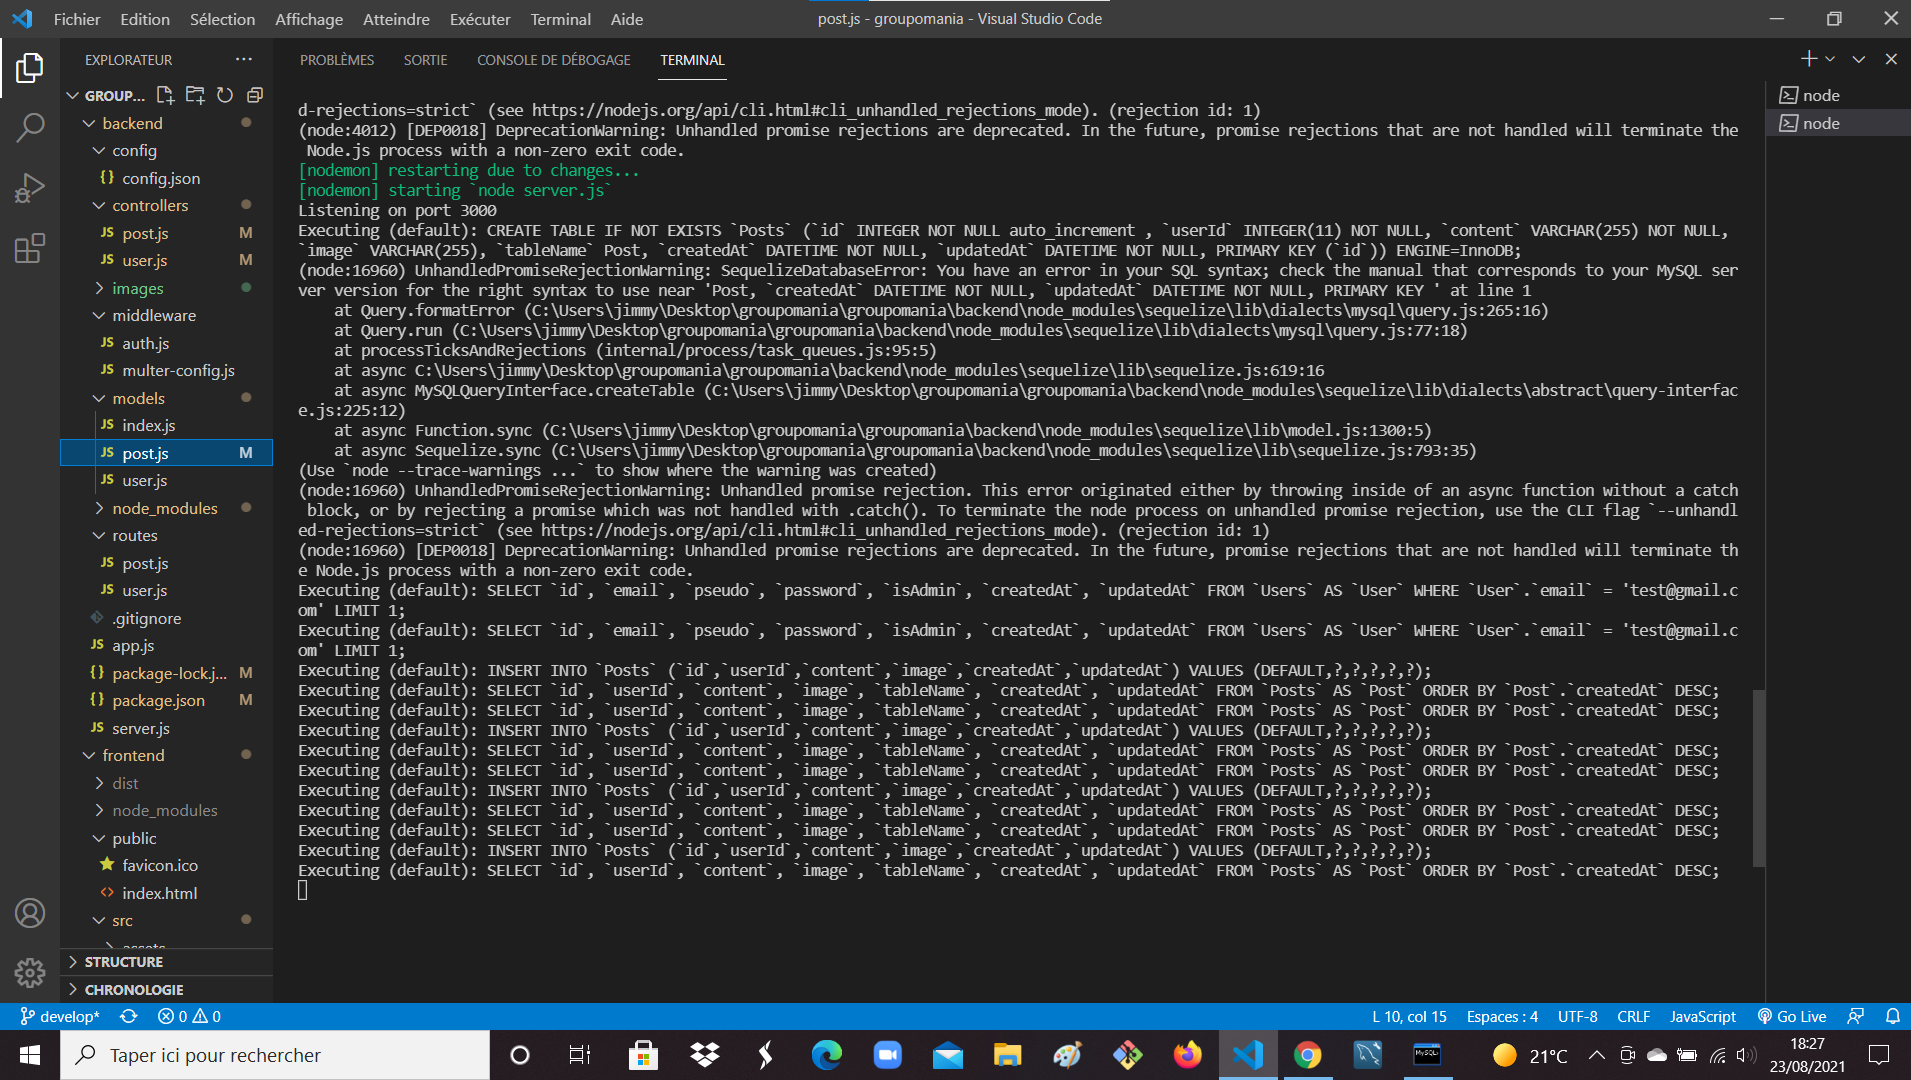 Fichier Edition Sélection Affichage Atteindre Exécuter Terminal Aide
post.js - groupomania - Visual Studio Code
EXPLORATEUR
GROUP...
backend
config
config.json
controllers
post.js M
user.js M
images
middleware
auth.js
multer-config.js
models
index.js
post.js M
user.js
node_modules
routes
post.js
user.js
.gitignore
app.js
package-lock.j... M
package.json M
server.js
frontend
dist
node_modules
public
favicon.ico
index.html
src
assets
STRUCTURE
CHRONOLOGIE
PROBLÈMES SORTIE CONSOLE DE DÉBOGAGE TERMINAL
d-rejections=strict` (see https://nodejs.org/api/cli.html#cli_unhandled_rejections_mode). (rejection id: 1)
(node:4012) [DEP0018] DeprecationWarning: Unhandled promise rejections are deprecated. In the future, promise rejections that are not handled will terminate the
Node.js process with a non-zero exit code.
[nodemon] restarting due to changes...
[nodemon] starting `node server.js`
Listening on port 3000
Executing (default): CREATE TABLE IF NOT EXISTS `Posts` (`id` INTEGER NOT NULL auto_increment , `userId` INTEGER(11) NOT NULL, `content` VARCHAR(255) NOT NULL,
`image` VARCHAR(255), `tableName` Post, `createdAt` DATETIME NOT NULL, `updatedAt` DATETIME NOT NULL, PRIMARY KEY (`id`)) ENGINE=InnoDB;
(node:16960) UnhandledPromiseRejectionWarning: SequelizeDatabaseError: You have an error in your SQL syntax; check the manual that corresponds to your MySQL ser
ver version for the right syntax to use near 'Post, `createdAt` DATETIME NOT NULL, `updatedAt` DATETIME NOT NULL, PRIMARY KEY ' at line 1
at Query.formatError (C:\Users\jimmy\Desktop\groupomania\groupomania\backend\node_modules\sequelize\lib\dialects\mysql\query.js:265:16)
at Query.run (C:\Users\jimmy\Desktop\groupomania\groupomania\backend\node_modules\sequelize\lib\dialects\mysql\query.js:77:18)
at processTicksAndRejections (internal/process/task_queues.js:95:5)
at async C:\Users\jimmy\Desktop\groupomania\groupomania\backend\node_modules\sequelize\lib\sequelize.js:619:16
at async MySQLQueryInterface.createTable (C:\Users\jimmy\Desktop\groupomania\groupomania\backend\node_modules\sequelize\lib\dialects\abstract\query-interfac
e.js:225:12)
at async Function.sync (C:\Users\jimmy\Desktop\groupomania\groupomania\backend\node_modules\sequelize\lib\model.js:1300:5)
at async Sequelize.sync (C:\Users\jimmy\Desktop\groupomania\groupomania\backend\node_modules\sequelize\lib\sequelize.js:793:35)
(Use `node --trace-warnings ...` to show where the warning was created)
(node:16960) UnhandledPromiseRejectionWarning: Unhandled promise rejection. This error originated either by throwing inside of an async function without a catch
block, or by rejecting a promise which was not handled with .catch(). To terminate the node process on unhandled promise rejection, use the CLI flag `--unhandl
ed-rejections=strict` (see https://nodejs.org/api/cli.html#cli_unhandled_rejections_mode). (rejection id: 1)
(node:16960) [DEP0018] DeprecationWarning: Unhandled promise rejections are deprecated. In the future, promise rejections that are not handled will terminate th
e Node.js process with a non-zero exit code.
Executing (default): SELECT `id`, `email`, `pseudo`, `password`, `isAdmin`, `createdAt`, `updatedAt` FROM `Users` AS `User` WHERE `User`.`email` = 'test@gmail.c
om' LIMIT 1;
Executing (default): SELECT `id`, `email`, `pseudo`, `password`, `isAdmin`, `createdAt`, `updatedAt` FROM `Users` AS `User` WHERE `User`.`email` = 'test@gmail.c
om' LIMIT 1;
Executing (default): INSERT INTO `Posts` (`id`,`userId`,`content`,`image`,`createdAt`,`updatedAt`) VALUES (DEFAULT,?,?,?,?,?);
Executing (default): SELECT `id`, `userId`, `content`, `image`, `tableName`, `createdAt`, `updatedAt` FROM `Posts` AS `Post` ORDER BY `Post`.`createdAt` DESC;
Executing (default): SELECT `id`, `userId`, `content`, `image`, `tableName`, `createdAt`, `updatedAt` FROM `Posts` AS `Post` ORDER BY `Post`.`createdAt` DESC;
Executing (default): INSERT INTO `Posts` (`id`,`userId`,`content`,`image`,`createdAt`,`updatedAt`) VALUES (DEFAULT,?,?,?,?,?);
Executing (default): SELECT `id`, `userId`, `content`, `image`, `tableName`, `createdAt`, `updatedAt` FROM `Posts` AS `Post` ORDER BY `Post`.`createdAt` DESC;
Executing (default): SELECT `id`, `userId`, `content`, `image`, `tableName`, `createdAt`, `updatedAt` FROM `Posts` AS `Post` ORDER BY `Post`.`createdAt` DESC;
Executing (default): INSERT INTO `Posts` (`id`,`userId`,`content`,`image`,`createdAt`,`updatedAt`) VALUES (DEFAULT,?,?,?,?,?);
Executing (default): SELECT `id`, `userId`, `content`, `image`, `tableName`, `createdAt`, `updatedAt` FROM `Posts` AS `Post` ORDER BY `Post`.`createdAt` DESC;
Executing (default): SELECT `id`, `userId`, `content`, `image`, `tableName`, `createdAt`, `updatedAt` FROM `Posts` AS `Post` ORDER BY `Post`.`createdAt` DESC;
Executing (default): INSERT INTO `Posts` (`id`,`userId`,`content`,`image`,`createdAt`,`updatedAt`) VALUES (DEFAULT,?,?,?,?,?);
Executing (default): SELECT `id`, `userId`, `content`, `image`, `tableName`, `createdAt`, `updatedAt` FROM `Posts` AS `Post` ORDER BY `Post`.`createdAt` DESC;
node
node
develop* 0 0
L 10, col 15 Espaces : 4 UTF-8 CRLF JavaScript Go Live
Taper ici pour rechercher
21°C
18:27
23/08/2021